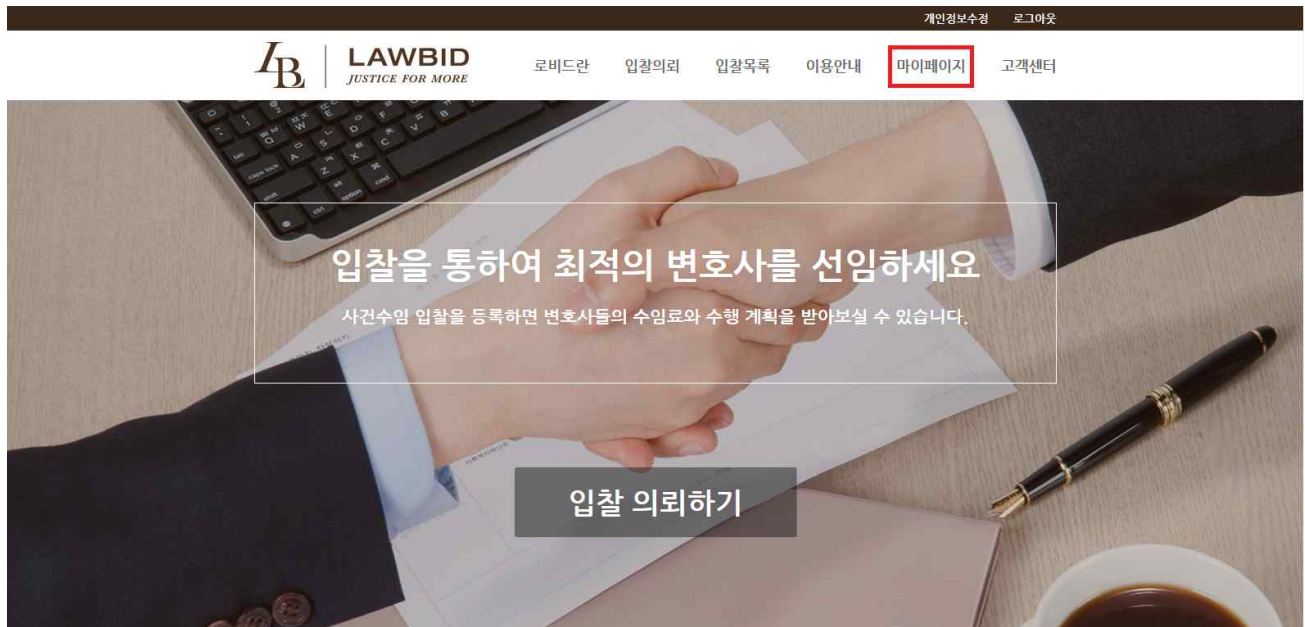 개인정보수정 로그아웃
LB LAWBID
JUSTICE FOR MORE
로비드란 입찰의뢰 입찰목록 이용안내 마이페이지 고객센터
입찰을 통하여 최적의 변호사를 선임하세요
사건수임 입찰을 등록하면 변호사들의 수임료와 수행 계획을 받아보실 수 있습니다.
입찰 의뢰하기